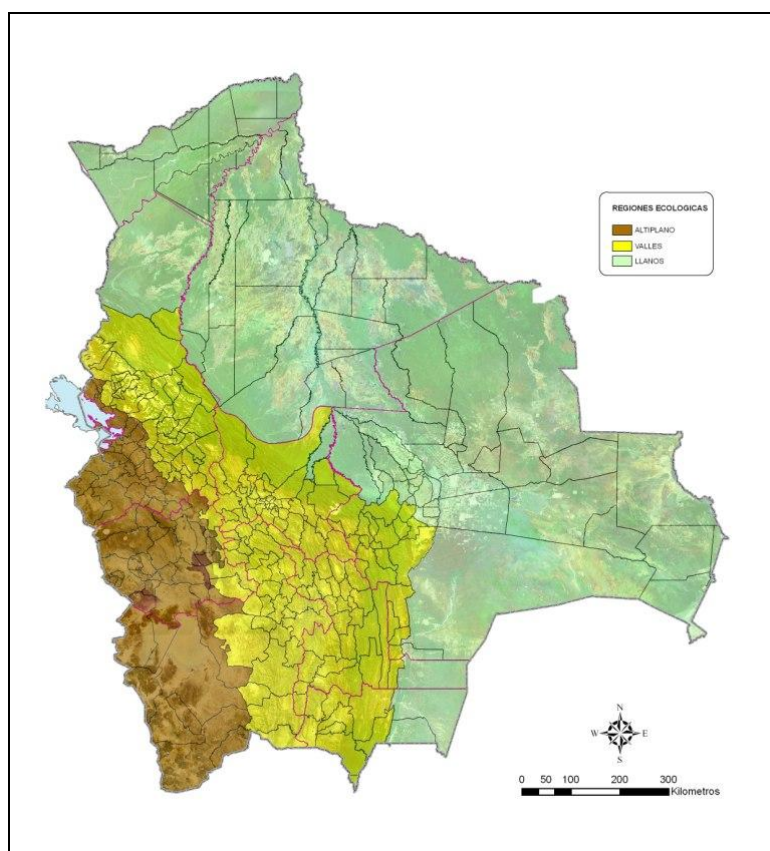 REGIONES ECOLOGICAS
ALTIPLANO
VALLES
LLANOS
N
W E
S
0 50 100 200 300
Kilometros